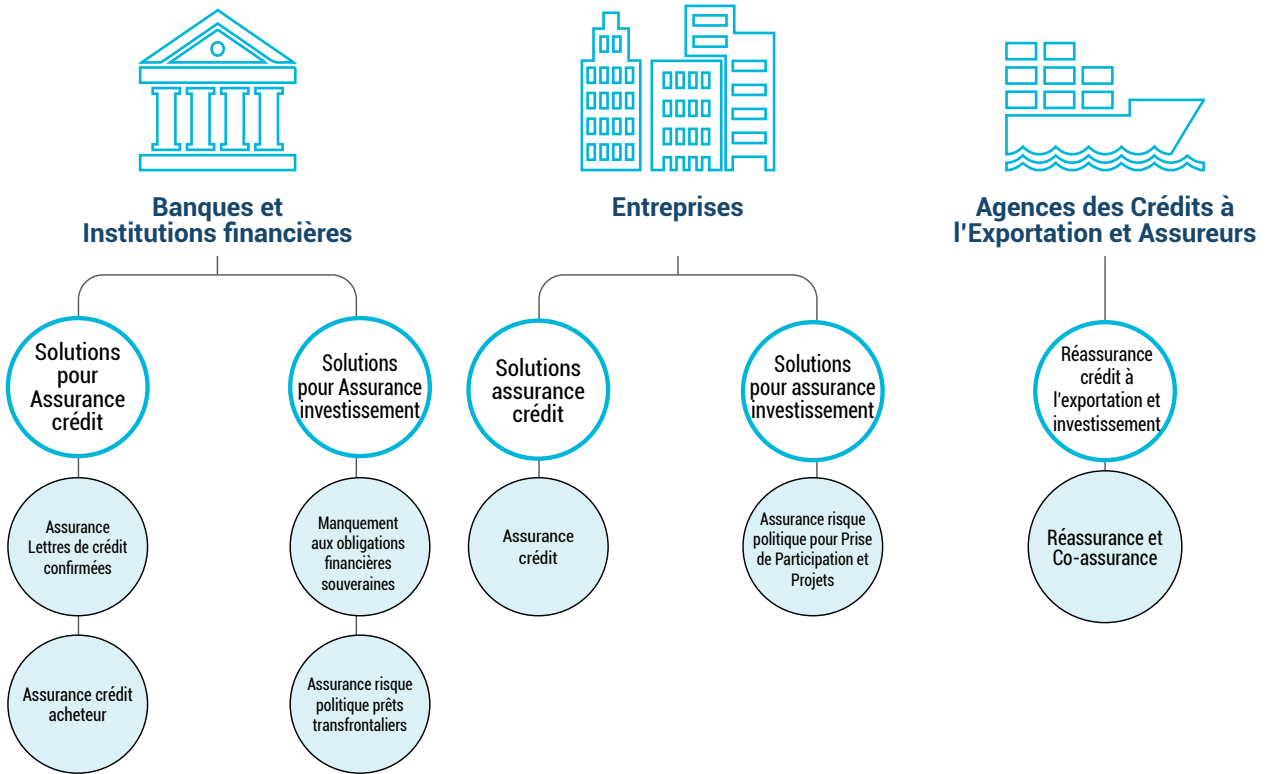 Banques et
Institutions financières
Entreprises
Agences des Crédits à
l'Exportation et Assureurs
Solutions
pour
Assurance
crédit
Solutions
pour Assurance
investissement
Solutions
assurance
crédit
Solutions
pour assurance
investissement
Réassurance
crédit à
l'exportation et
investissement
Assurance
Lettres de crédit
confirmées
Manquement
aux obligations
financières
souveraines
Assurance
crédit
Assurance risque
politique pour Prise
de Participation et
Projets
Réassurance et
Co-assurance
Assurance crédit
acheteur
Assurance risque
politique prêts
transfrontaliers